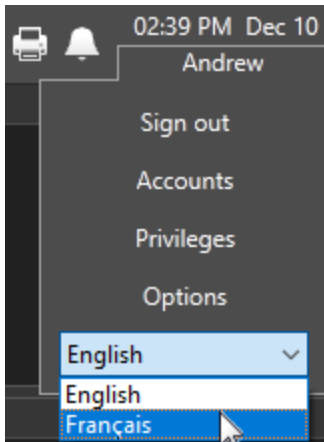 02:39 PM Dec 10
Andrew
Sign out
Accounts
Privileges
Options
English
English
Français